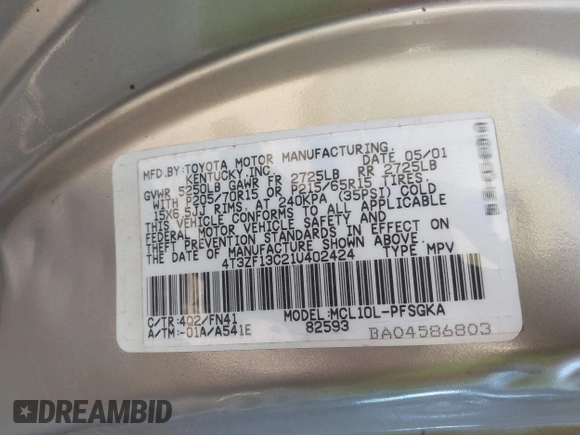 MFD.BY: TOYOTA MOTOR MANUFACTURING,
KENTUCKY,INC. DATE 05/01
GVWR 5250LB GAWR FR 2725LB RR 2725LB
WITH P205/70R15 OR P215/65R15 TIRES,
15X6.5JJ RIMS, AT 240KPA (35PSI) COLD
THIS VEHICLE CONFORMS TO ALL APPLICABLE
FEDERAL MOTOR VEHICLE SAFETY AND
THEFT PREVENTION STANDARDS IN EFFECT ON
THE DATE OF MANUFACTURE SHOWN ABOVE.
4T3ZF13C21U402424 TYPE MPV
C/TR:4Q2/FN41 MODEL:MCL10L-PFSGKA
A/TM:-01A/A541E 82593
BA04586803
DREAMBID